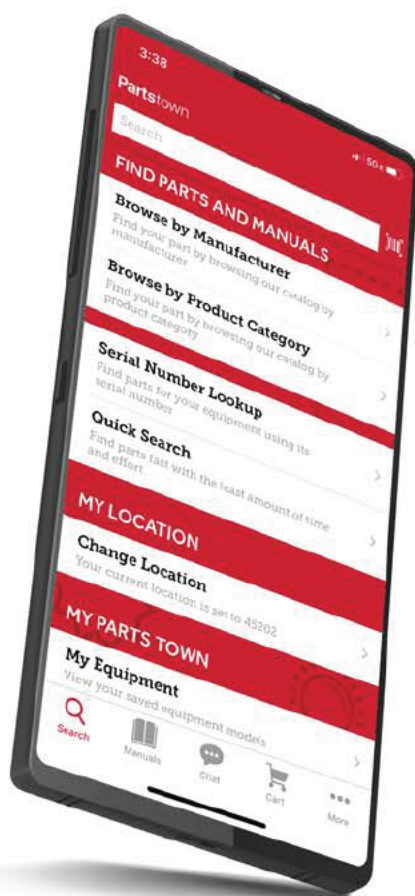 3:38
5G+
Partstown
Search
FIND PARTS AND MANUALS
Browse by Manufacturer
Find your part by browsing our catalog by
manufacturer
Browse by Product Category
Find your part by browsing our catalog by
product category
Serial Number Lookup
Find parts for your equipment using its
serial number
Quick Search
Find parts fast with the least amount of time
and effort
MY LOCATION
Change Location
Your current location is set to 45202
MY PARTS TOWN
My Equipment
View your saved equipment models
Search
Manuals
Chat
Cart
More